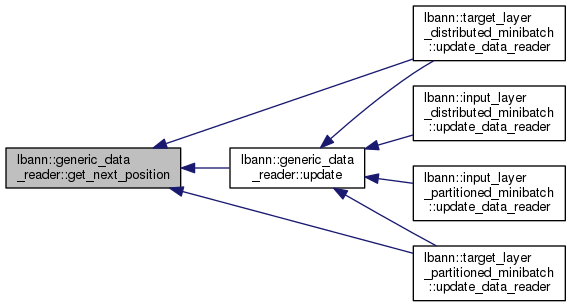 lbann::generic_data
_reader::get_next_position
lbann::generic_data
_reader::update
lbann::target_layer
_distributed_minibatch
::update_data_reader
lbann::input_layer
_distributed_minibatch
::update_data_reader
lbann::input_layer
_partitioned_minibatch
::update_data_reader
lbann::target_layer
_partitioned_minibatch
::update_data_reader